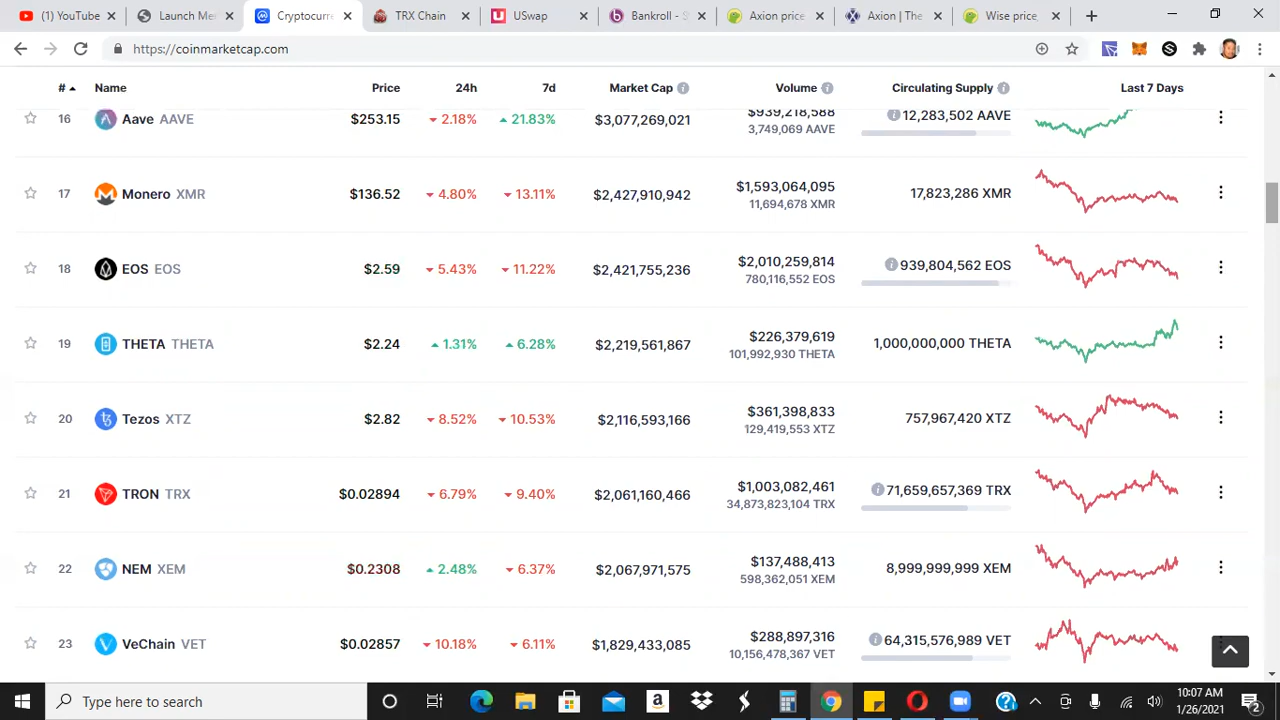 (1) YouTube
Launch Me
Cryptocurr
TRX Chain
USwap
Bankroll - S
Axion price
Axion | The
Wise price,
https://coinmarketcap.com
# Name Price 24h 7d Market Cap Volume Circulating Supply Last 7 Days
16 Aave AAVE $253.15 2.18% 21.83% $3,077,269,021 $939,218,588 12,283,502 AAVE
3,749,069 AAVE
17 Monero XMR $136.52 4.80% 13.11% $2,427,910,942 $1,593,064,095 17,823,286 XMR
11,694,678 XMR
18 EOS EOS $2.59 5.43% 11.22% $2,421,755,236 $2,010,259,814 939,804,562 EOS
780,116,552 EOS
19 THETA THETA $2.24 1.31% 6.28% $2,219,561,867 $226,379,619 1,000,000,000 THETA
101,992,930 THETA
20 Tezos XTZ $2.82 8.52% 10.53% $2,116,593,166 $361,398,833 757,967,420 XTZ
129,419,553 XTZ
21 TRON TRX $0.02894 6.79% 9.40% $2,061,160,466 $1,003,082,461 71,659,657,369 TRX
34,873,823,104 TRX
22 NEM XEM $0.2308 2.48% 6.37% $2,067,971,575 $137,488,413 8,999,999,999 XEM
598,362,051 XEM
23 VeChain VET $0.02857 10.18% 6.11% $1,829,433,085 $288,897,316 64,315,576,989 VET
10,156,478,367 VET
Type here to search
10:07 AM
1/26/2021
2